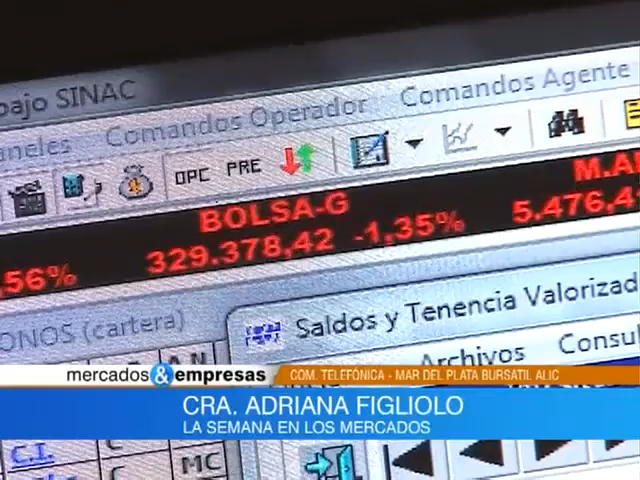 bajo SINAC
aneles Comandos Operador Comandos Agente
OPC PRE
BOLSA-G M.A
,56% 329.378,42 -1,35% 5.476,4
ONOS (cartera) Saldos y Tenencia Valorizad
Archivos Consul
mercados&empresas COM. TELEFÓNICA - MAR DEL PLATA BURSATIL ALIC
CRA. ADRIANA FIGLIOLO
LA SEMANA EN LOS MERCADOS
C.I. C MC